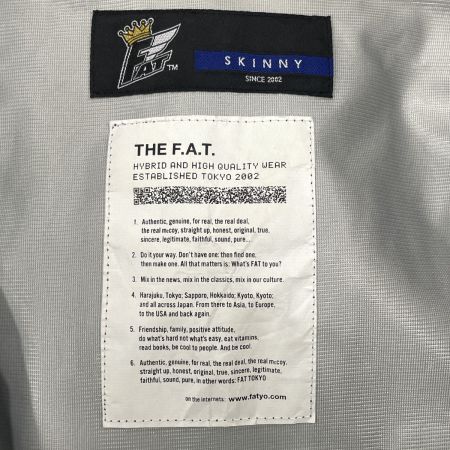 FAT TM
SKINNY
SINCE 2002
THE F.A.T.
HYBRID AND HIGH QUALITY WEAR
ESTABLISHED TOKYO 2002
1. Authentic, genuine, for real, the real deal,
the real mccoy, straight up, honest, original, true,
sincere, legitimate, faithful, sound, pure...
2. Do it your way. Don't have one: then find one,
then make one. All that matters is: What's FAT to you?
3. Mix in the news, mix in the classics, mix in our culture.
4. Harajuku, Tokyo; Sapporo, Hokkaido; Kyoto, Kyoto;
and all across Japan. From there to Asia, to Europe,
to the USA and back again.
5. Friendship, family, positive attitude.
do what's hard not what's easy, eat vitamins,
read books, be cool to people. And be cool.
6. Authentic, genuine, for real, the real deal, the real mccoy,
straight up, honest, original, true, sincere, legitimate,
faithful, sound, pure, in other words: FAT TOKYO
on the internets: www.fatyo.com